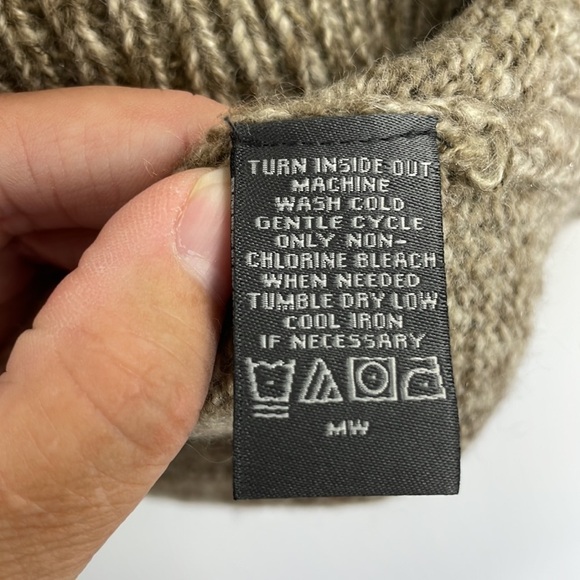 TURN INSIDE OUT
MACHINE
WASH COLD
GENTLE CYCLE
ONLY NON-
CHLORINE BLEACH
WHEN NEEDED
TUMBLE DRY LOW
COOL IRON
IF NECESSARY
MW